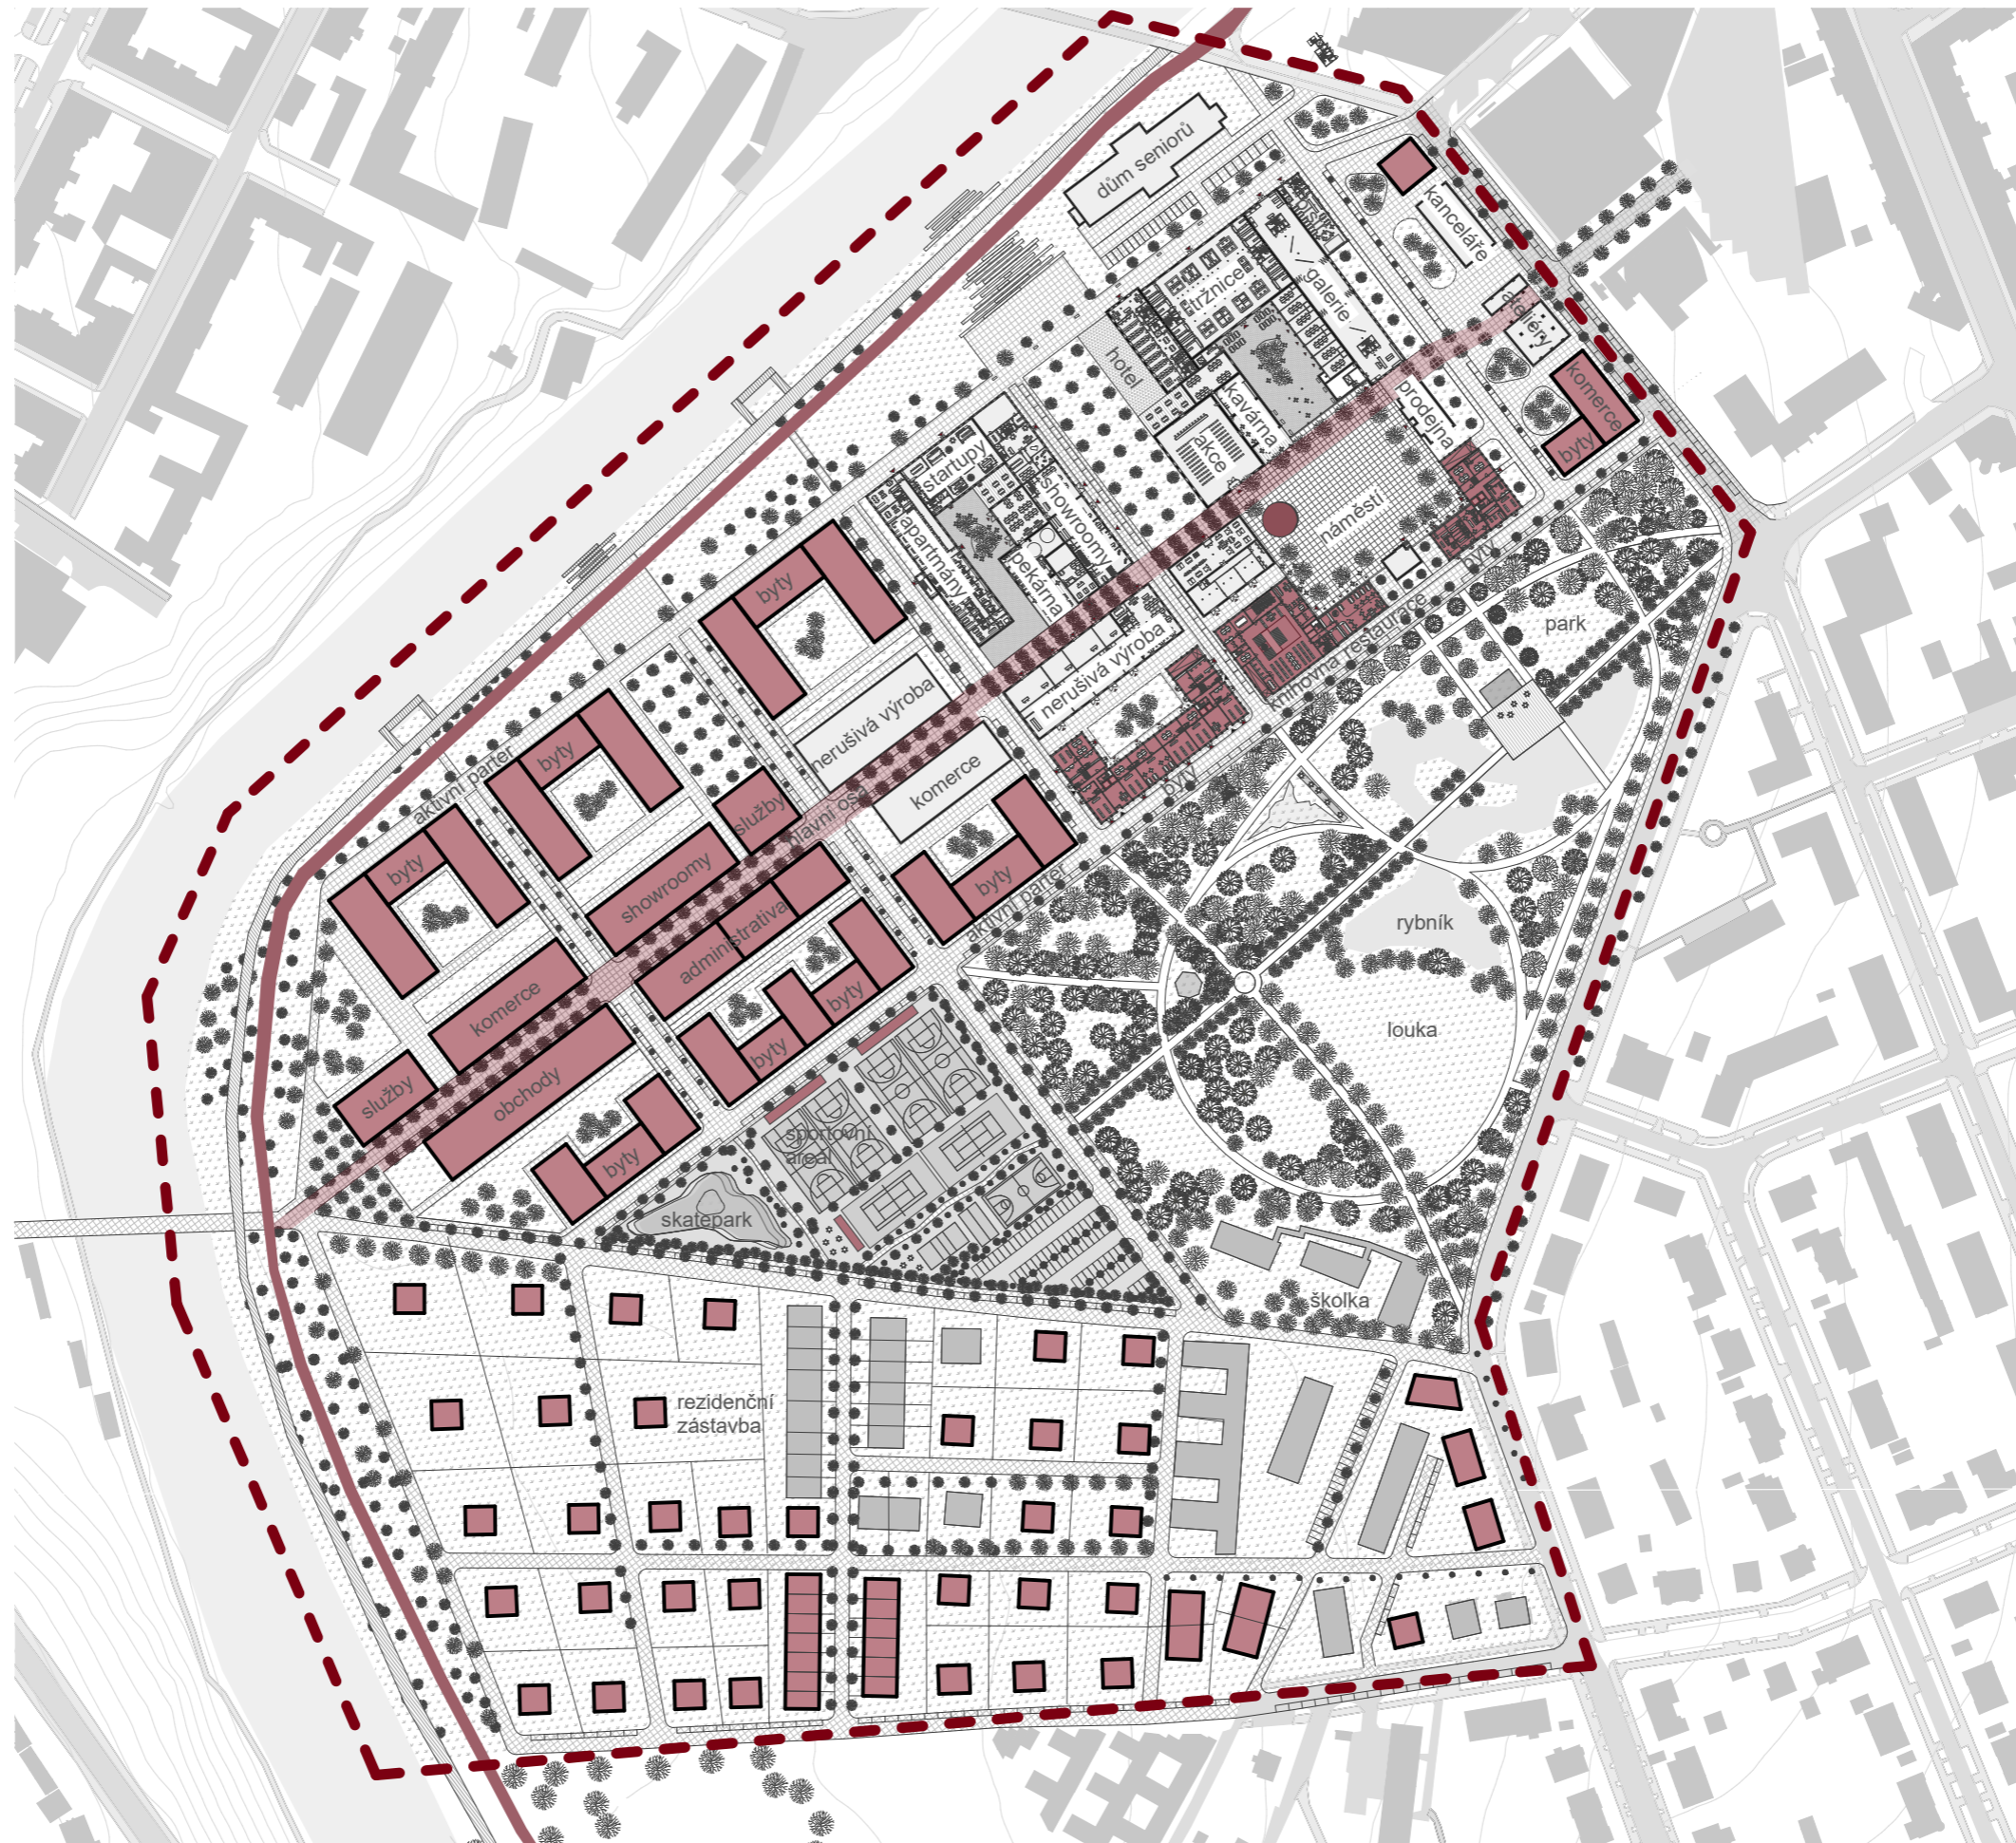 dům seniorů
kanceláře
tržnice
galerie
ateliéry
hotel
kavárna
prodejna
komerce
byty
akce
startupy
showroomy
náměstí
apartmány
pekárna
byty
byty
knihovna
restaurace
park
nerušivá výroba
nerušivá výroba
byty
byty
aktivní parter
komerce
služby
hlavní osa
byty
showroomy
byty
aktivní parter
rybník
administrativa
byty
louka
komerce
byty
služby
obchody
sportovní
areál
byty
skatepark
školka
rezidenční
zástavba